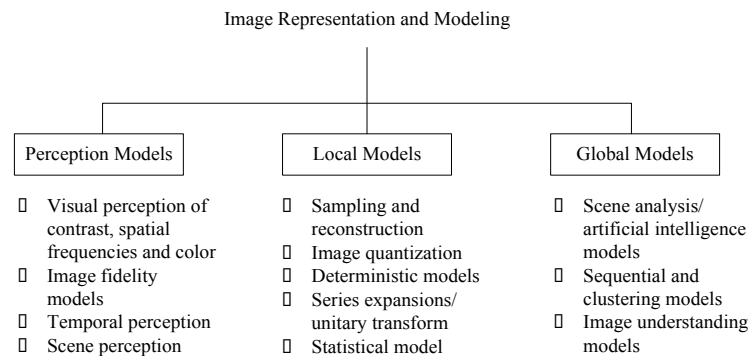 Image Representation and Modeling
Perception Models
Visual perception of
contrast, spatial
frequencies and color
Image fidelity
models
Temporal perception
Scene perception
Local Models
Sampling and
reconstruction
Image quantization
Deterministic models
Series expansions/
unitary transform
Statistical model
Global Models
Scene analysis/
artificial intelligence
models
Sequential and
clustering models
Image understanding
models